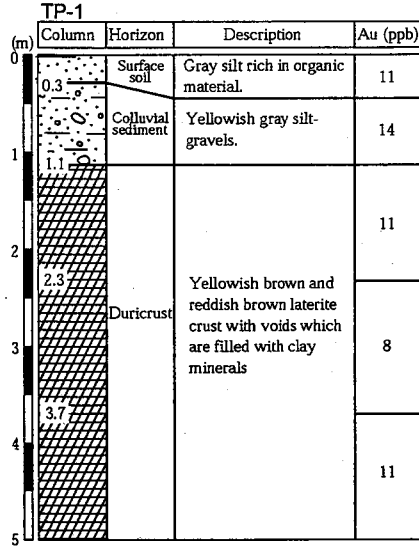 TP-1
(m) Column Horizon Description Au (ppb)
0
Surface soil
Gray silt rich in organic material.
11
0.3
Colluvial sediment
Yellowish gray silt-gravels.
14
1
1.1
11
2
2.3
Duricrust
Yellowish brown and
reddish brown laterite
crust with voids which
are filled with clay
minerals
3
8
3.7
4
11
5